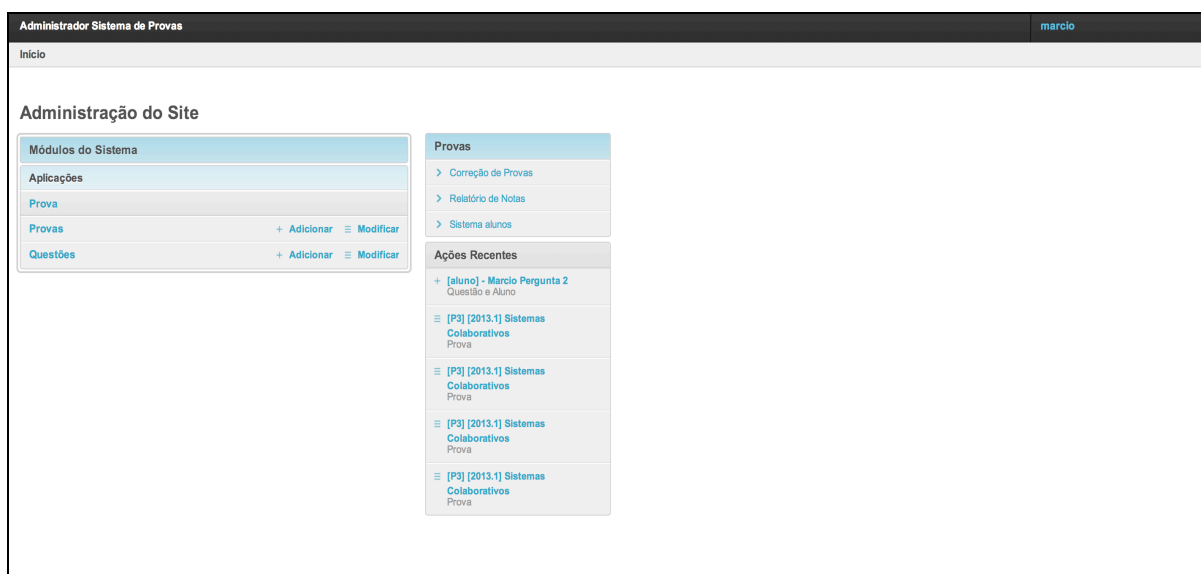 Administrador Sistema de Provas
marcio
Início
Administração do Site
Módulos do Sistema
Aplicações
Prova
Provas
Adicionar
Modificar
Questões
Adicionar
Modificar
Provas
Correção de Provas
Relatório de Notas
Sistema alunos
Ações Recentes
[aluno] - Marcio Pergunta 2
Questão e Aluno
[P3] [2013.1] Sistemas
Colaborativos
Prova
[P3] [2013.1] Sistemas
Colaborativos
Prova
[P3] [2013.1] Sistemas
Colaborativos
Prova
[P3] [2013.1] Sistemas
Colaborativos
Prova